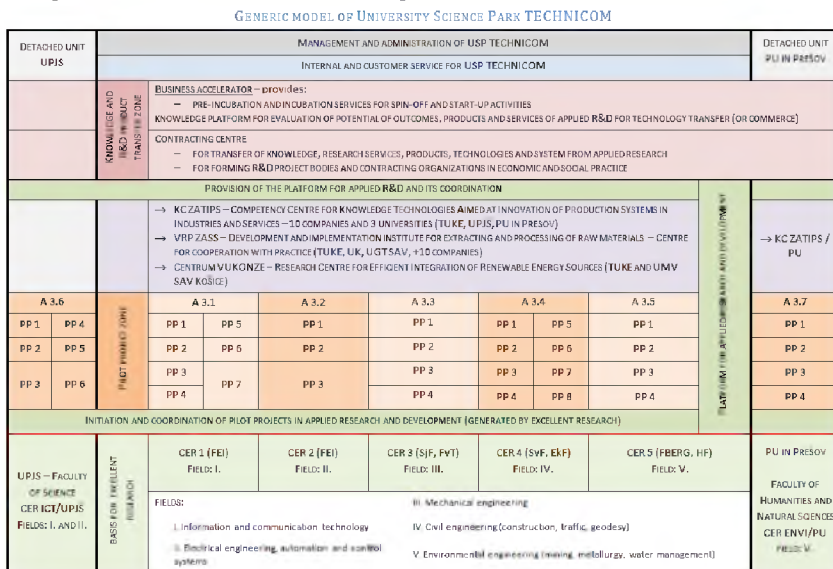 GENERIC MODEL OF UNIVERSITY SCIENCE PARK TECHNICOM
DETACHED UNIT
UPJS
MANAGEMENT AND ADMINISTRATION OF USP TECHNICOM
INTERNAL AND CUSTOMER SERVICE FOR USP TECHNICOM
DETACHED UNIT
PU IN PREŠOV
KNOWLEDGE AND
R&D PRODUCT
TRANSFER ZONE
BUSINESS ACCELERATOR – provides:
– PRE-INCUBATION AND INCUBATION SERVICES FOR SPIN-OFF AND START-UP ACTIVITIES
KNOWLEDGE PLATFORM FOR EVALUATION OF POTENTIAL OF OUTCOMES, PRODUCTS AND SERVICES OF APPLIED R&D FOR TECHNOLOGY TRANSFER (OR COMMERCE)
CONTRACTING CENTRE
– FOR TRANSFER OF KNOWLEDGE, RESEARCH SERVICES, PRODUCTS, TECHNOLOGIES AND SYSTEM FROM APPLIED RESEARCH
– FOR FORMING R&D PROJECT BODIES AND CONTRACTING ORGANIZATIONS IN ECONOMIC AND SOCIAL PRACTICE
PROVISION OF THE PLATFORM FOR APPLIED R&D AND ITS COORDINATION
PLATFORM FOR APPLIED RESEARCH AND DEVELOPMENT
→ KC ZATIPS – COMPETENCY CENTRE FOR KNOWLEDGE TECHNOLOGIES AIMED AT INNOVATION OF PRODUCTION SYSTEMS IN
INDUSTRIES AND SERVICES – 10 COMPANIES AND 3 UNIVERSITIES (TUKE, UPJS, PU IN PRESOV)
→ VRP ZASS – DEVELOPMENT AND IMPLEMENTATION INSTITUTE FOR EXTRACTING AND PROCESSING OF RAW MATERIALS – CENTRE
FOR COOPERATION WITH PRACTICE (TUKE, UK, UGT SAV, +10 COMPANIES)
→ CENTRUM VUKONZE – RESEARCH CENTRE FOR EFFICIENT INTEGRATION OF RENEWABLE ENERGY SOURCES (TUKE AND UMV
SAV KOŠICE)
→ KC ZATIPS /
PU
A 3.6
PP 1 PP 4
PP 2 PP 5
PP 3 PP 6
PILOT PROJECT ZONE
A 3.1
PP 1 PP 5
PP 2 PP 6
PP 3 PP 7
PP 4
A 3.2
PP 1
PP 2
PP 3
A 3.3
PP 1
PP 2
PP 3
PP 4
A 3.4
PP 1 PP 5
PP 2 PP 6
PP 3 PP 7
PP 4 PP 8
A 3.5
PP 1
PP 2
PP 3
PP 4
A 3.7
PP 1
PP 2
PP 3
PP 4
INITIATION AND COORDINATION OF PILOT PROJECTS IN APPLIED RESEARCH AND DEVELOPMENT (GENERATED BY EXCELLENT RESEARCH)
UPJS – FACULTY
OF SCIENCE
CER ICT/UPJS
FIELDS: I. AND II.
BASIS FOR EXCELLENT
RESEARCH
CER 1 (FEI)
FIELD: I.
CER 2 (FEI)
FIELD: II.
CER 3 (SjF, FVT)
FIELD: III.
CER 4 (SvF, EkF)
FIELD: IV.
CER 5 (FBERG, HF)
FIELD: V.
FIELDS:
I. Information and communication technology
II. Electrical engineering, automation and control
systems
III. Mechanical engineering
IV. Civil engineering (construction, traffic, geodesy)
V. Environmental engineering (mining, metallurgy, water management)
PU IN PREŠOV
FACULTY OF
HUMANITIES AND
NATURAL SCIENCES
CER ENVI/PU
FIELD: V.